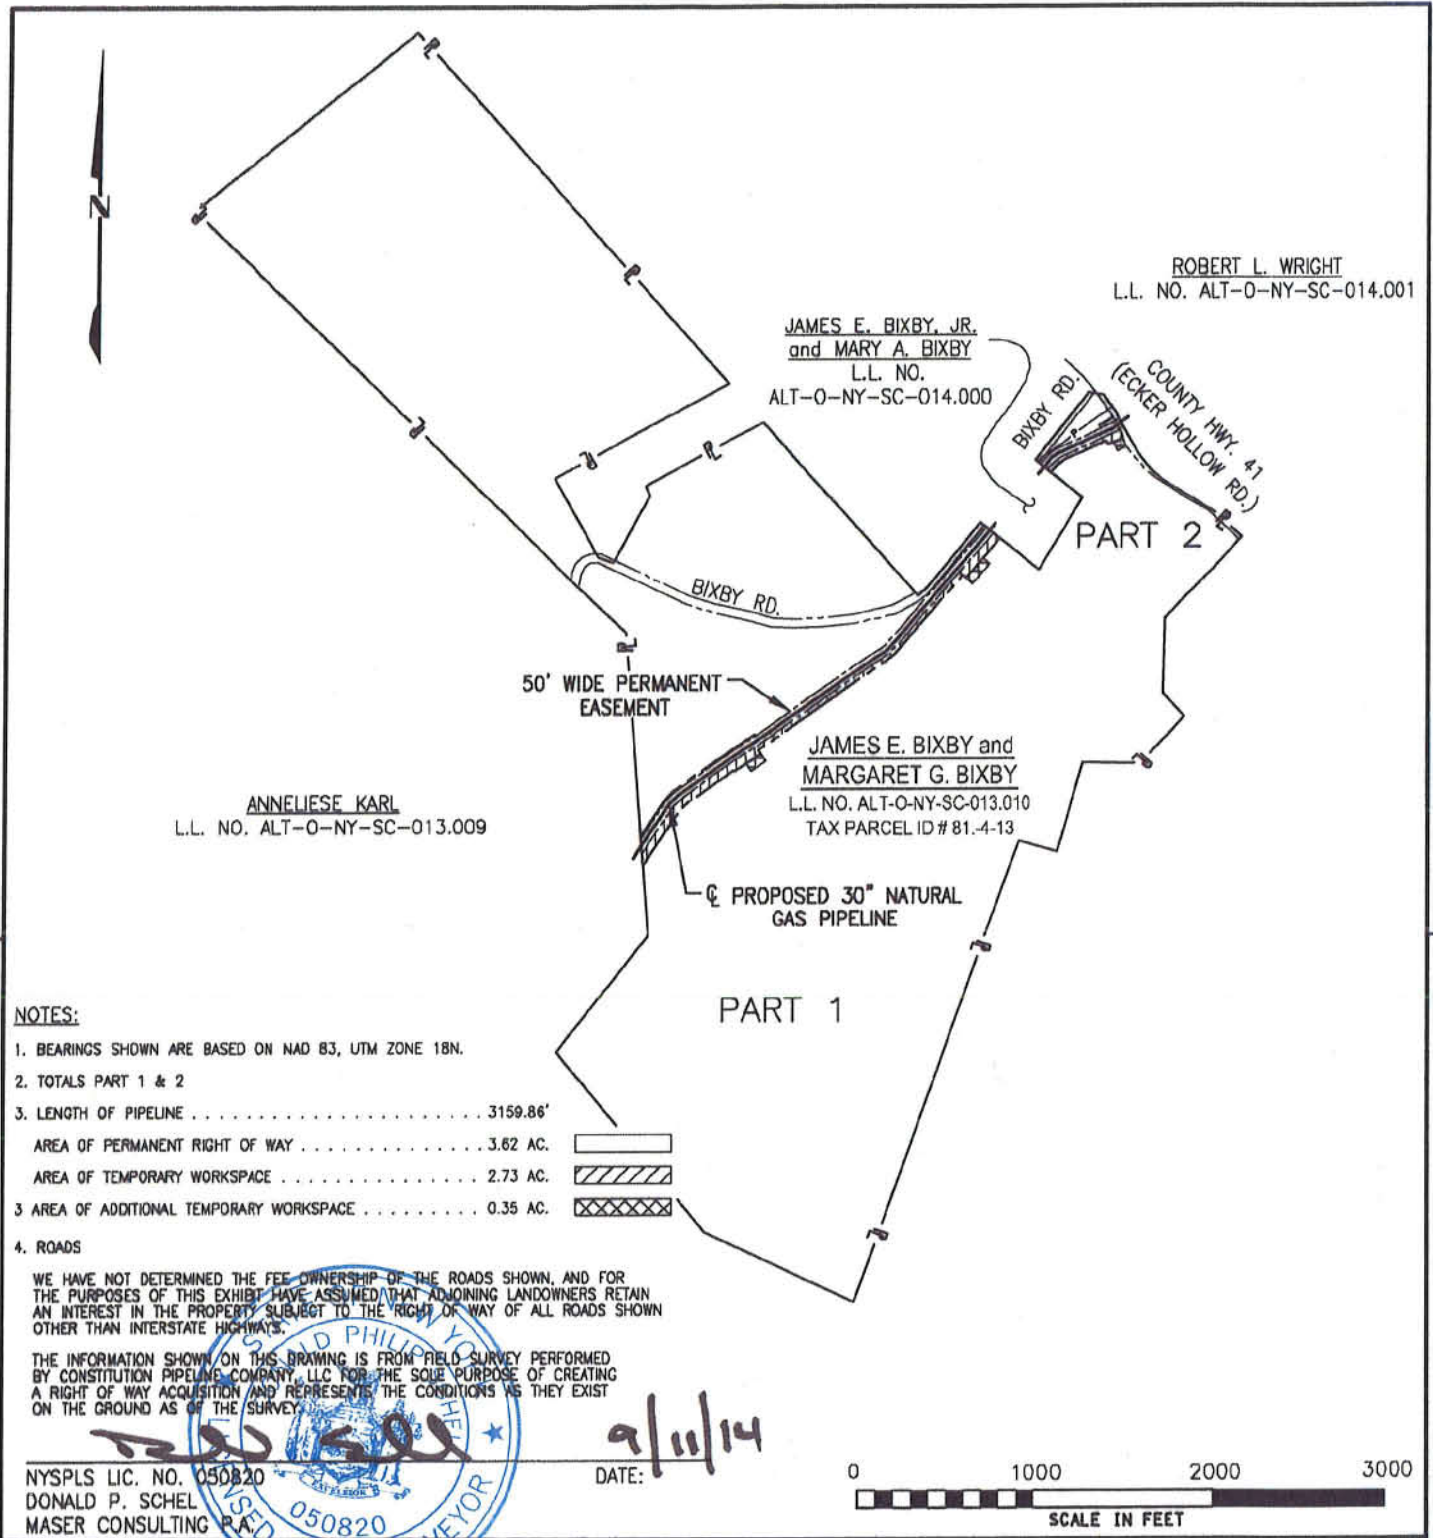 N
ROBERT L. WRIGHT
L.L. NO. ALT-O-NY-SC-014.001
JAMES E. BIXBY, JR.
and MARY A. BIXBY
L.L. NO.
ALT-O-NY-SC-014.000
BIXBY RD.
COUNTY HWY. 41
(ECKER HOLLOW RD.)
PART 2
BIXBY RD.
50' WIDE PERMANENT
EASEMENT
JAMES E. BIXBY and
MARGARET G. BIXBY
L.L. NO. ALT-O-NY-SC-013.010
TAX PARCEL ID # 81.-4-13
ANNELIESE KARL
L.L. NO. ALT-O-NY-SC-013.009
℄ PROPOSED 30" NATURAL
GAS PIPELINE
PART 1
NOTES:
1. BEARINGS SHOWN ARE BASED ON NAD 83, UTM ZONE 18N.
2. TOTALS PART 1 & 2
3. LENGTH OF PIPELINE . . . . . . . . . . . . . . . . . . . . . . . . . 3159.86'
AREA OF PERMANENT RIGHT OF WAY . . . . . . . . . . . . . . . 3.62 AC.
AREA OF TEMPORARY WORKSPACE . . . . . . . . . . . . . . . . 2.73 AC.
3 AREA OF ADDITIONAL TEMPORARY WORKSPACE . . . . . . . . . 0.35 AC.
4. ROADS
WE HAVE NOT DETERMINED THE FEE OWNERSHIP OF THE ROADS SHOWN, AND FOR
THE PURPOSES OF THIS EXHIBIT HAVE ASSUMED THAT ADJOINING LANDOWNERS RETAIN
AN INTEREST IN THE PROPERTY SUBJECT TO THE RIGHT OF WAY OF ALL ROADS SHOWN
OTHER THAN INTERSTATE HIGHWAYS.
THE INFORMATION SHOWN ON THIS DRAWING IS FROM FIELD SURVEY PERFORMED
BY CONSTITUTION PIPELINE COMPANY, LLC FOR THE SOLE PURPOSE OF CREATING
A RIGHT OF WAY ACQUISITION AND REPRESENTS THE CONDITIONS AS THEY EXIST
ON THE GROUND AS OF THE SURVEY.
NYSPLS LIC. NO. 050820
DONALD P. SCHEL
MASER CONSULTING P.A.
DATE: 9/11/14
DONALD PHILIP SCHEL
EXCELSIOR
050820
0 1000 2000 3000
SCALE IN FEET